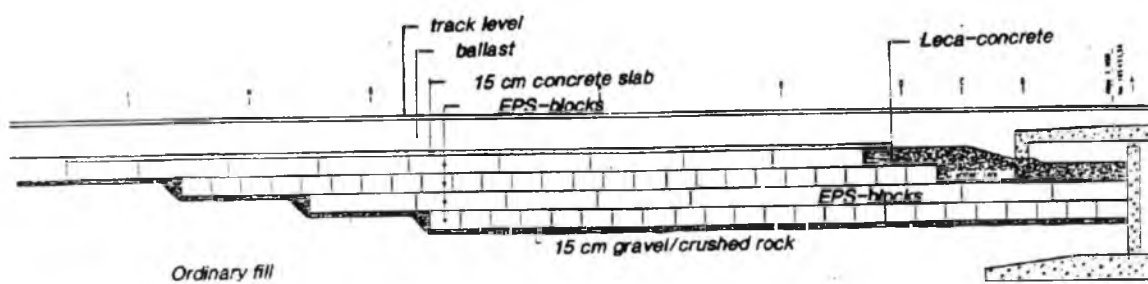 track level
ballast
15 cm concrete slab
EPS-blocks
Leca-concrete
EPS-blocks
15 cm gravel/crushed rock
Ordinary fill